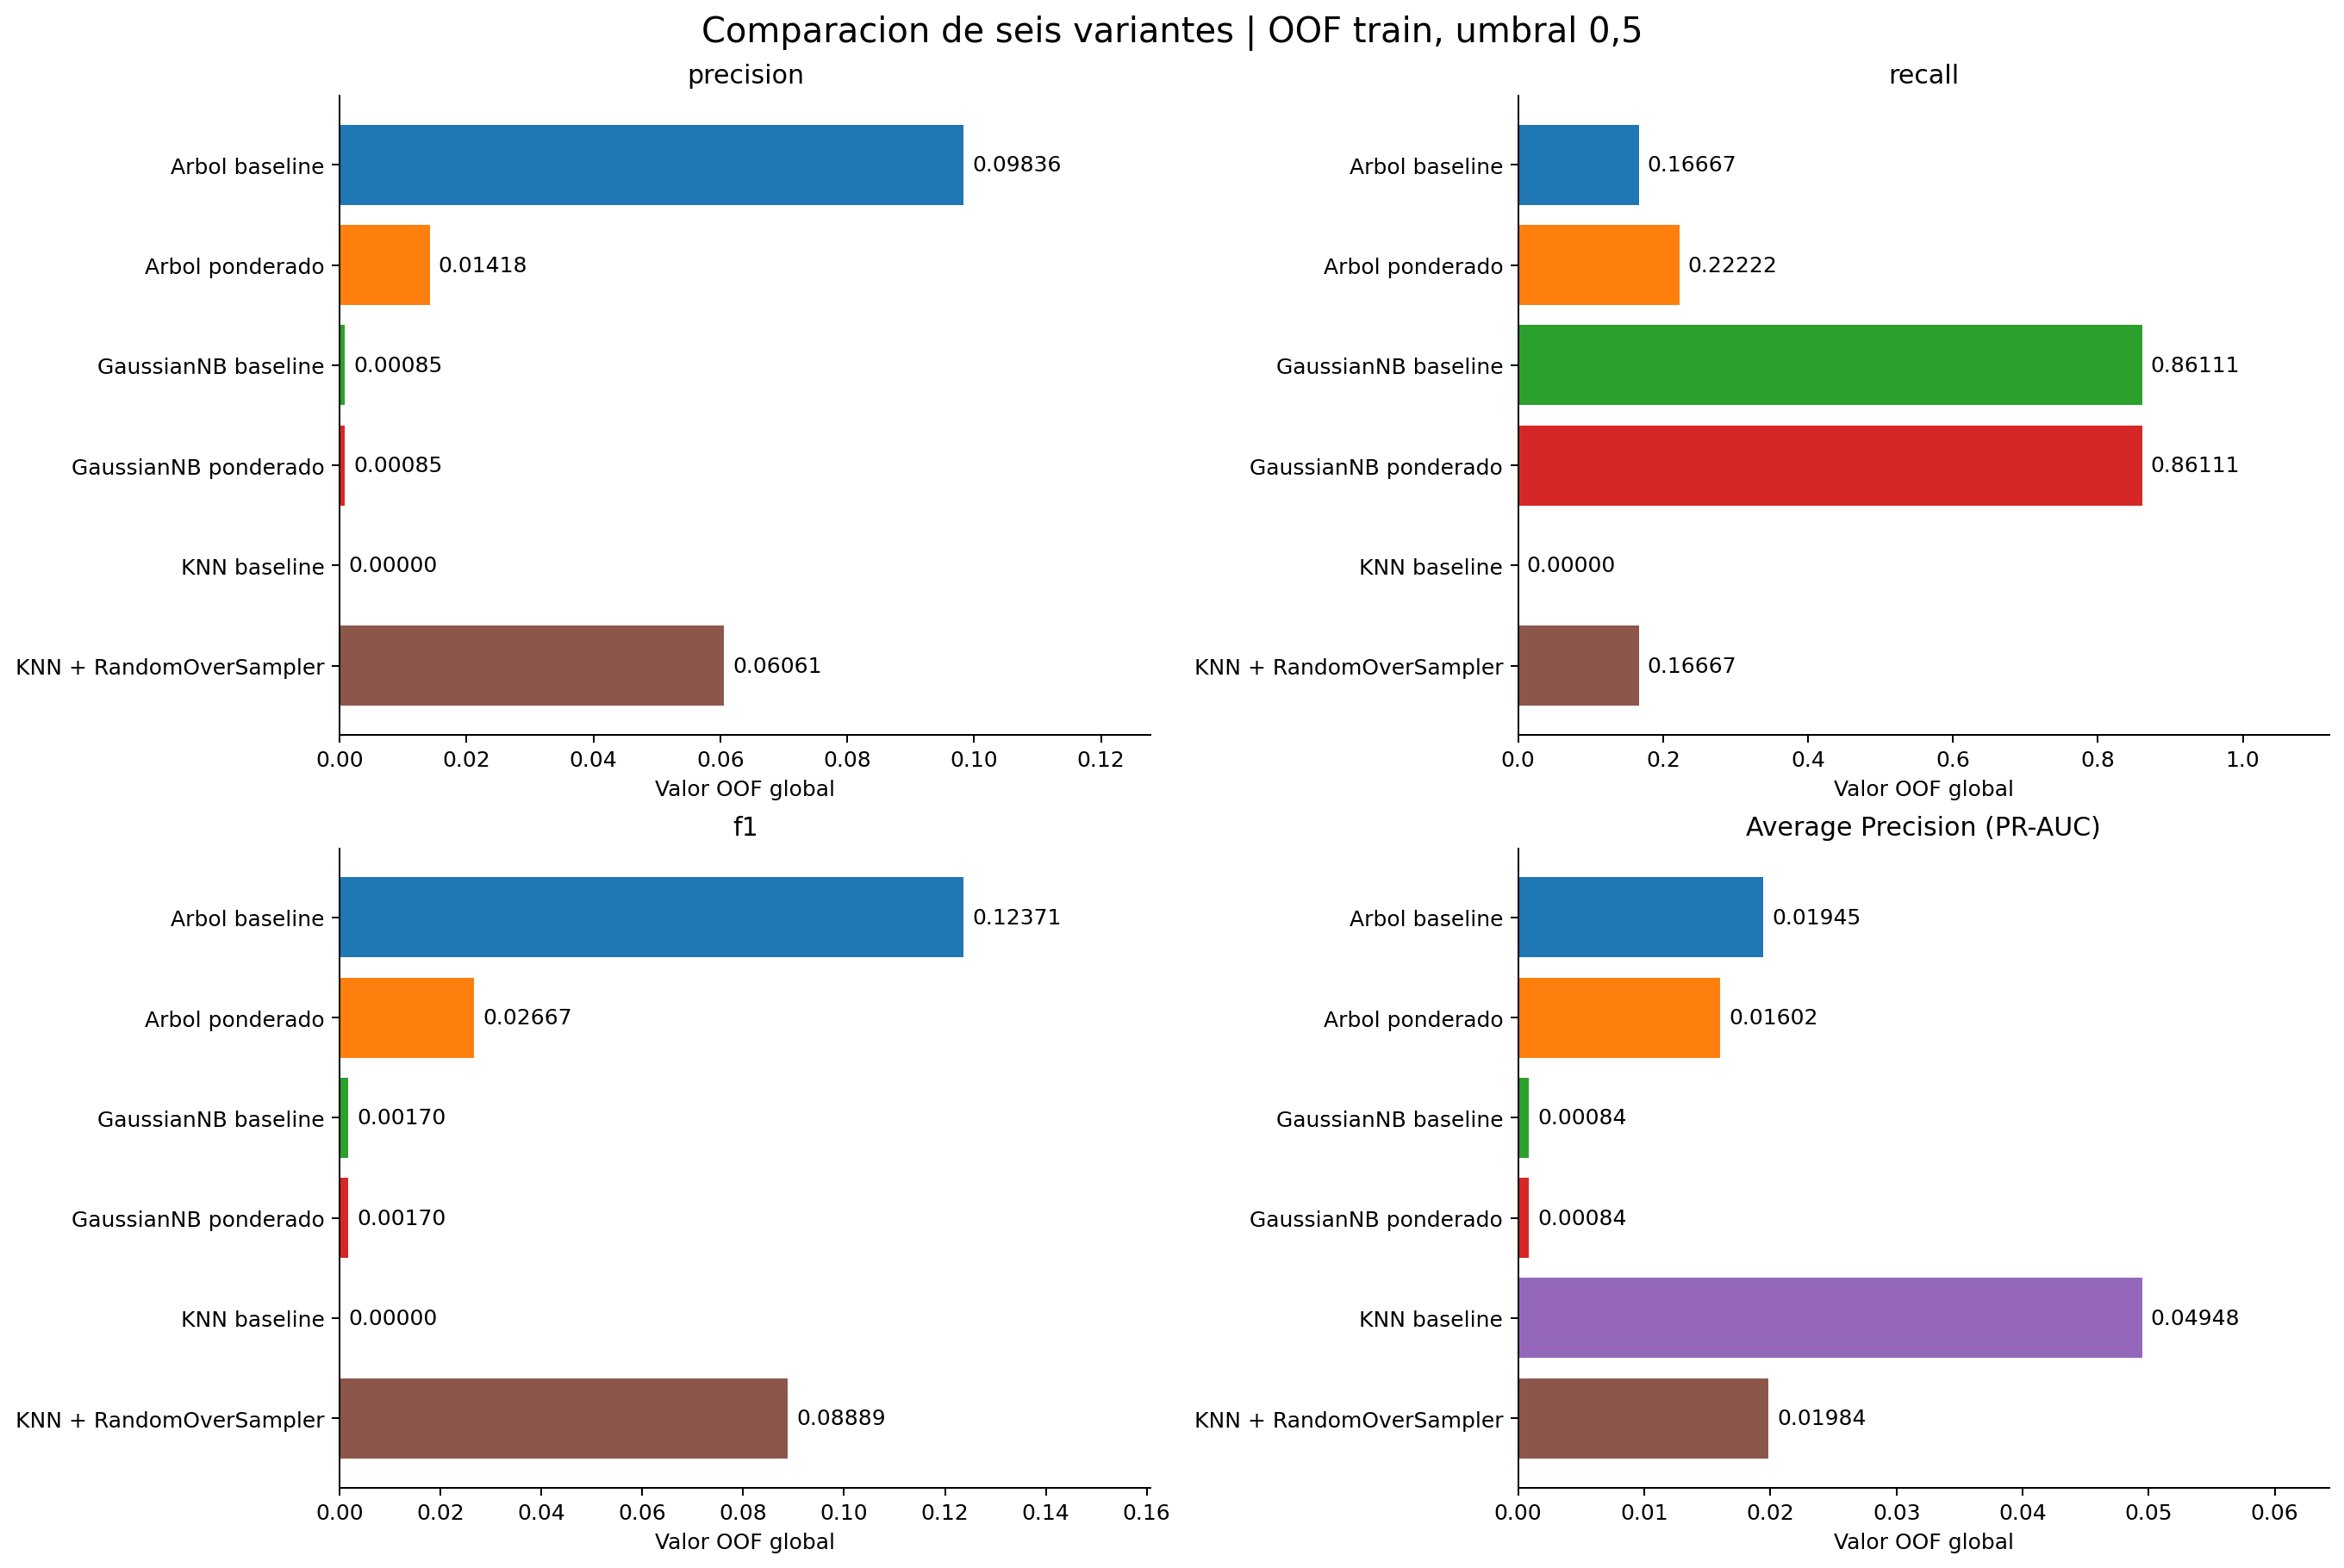 Comparacion de seis variantes | OOF train, umbral 0,5
precision
Arbol baseline
0.09836
Arbol ponderado
0.01418
GaussianNB baseline
0.00085
GaussianNB ponderado
0.00085
KNN baseline
0.00000
KNN + RandomOverSampler
0.06061
0.00 0.02 0.04 0.06 0.08 0.10 0.12
Valor OOF global
recall
Arbol baseline
0.16667
Arbol ponderado
0.22222
GaussianNB baseline
0.86111
GaussianNB ponderado
0.86111
KNN baseline
0.00000
KNN + RandomOverSampler
0.16667
0.0 0.2 0.4 0.6 0.8 1.0
Valor OOF global
f1
Arbol baseline
0.12371
Arbol ponderado
0.02667
GaussianNB baseline
0.00170
GaussianNB ponderado
0.00170
KNN baseline
0.00000
KNN + RandomOverSampler
0.08889
0.00 0.02 0.04 0.06 0.08 0.10 0.12 0.14 0.16
Valor OOF global
Average Precision (PR-AUC)
Arbol baseline
0.01945
Arbol ponderado
0.01602
GaussianNB baseline
0.00084
GaussianNB ponderado
0.00084
KNN baseline
0.04948
KNN + RandomOverSampler
0.01984
0.00 0.01 0.02 0.03 0.04 0.05 0.06
Valor OOF global